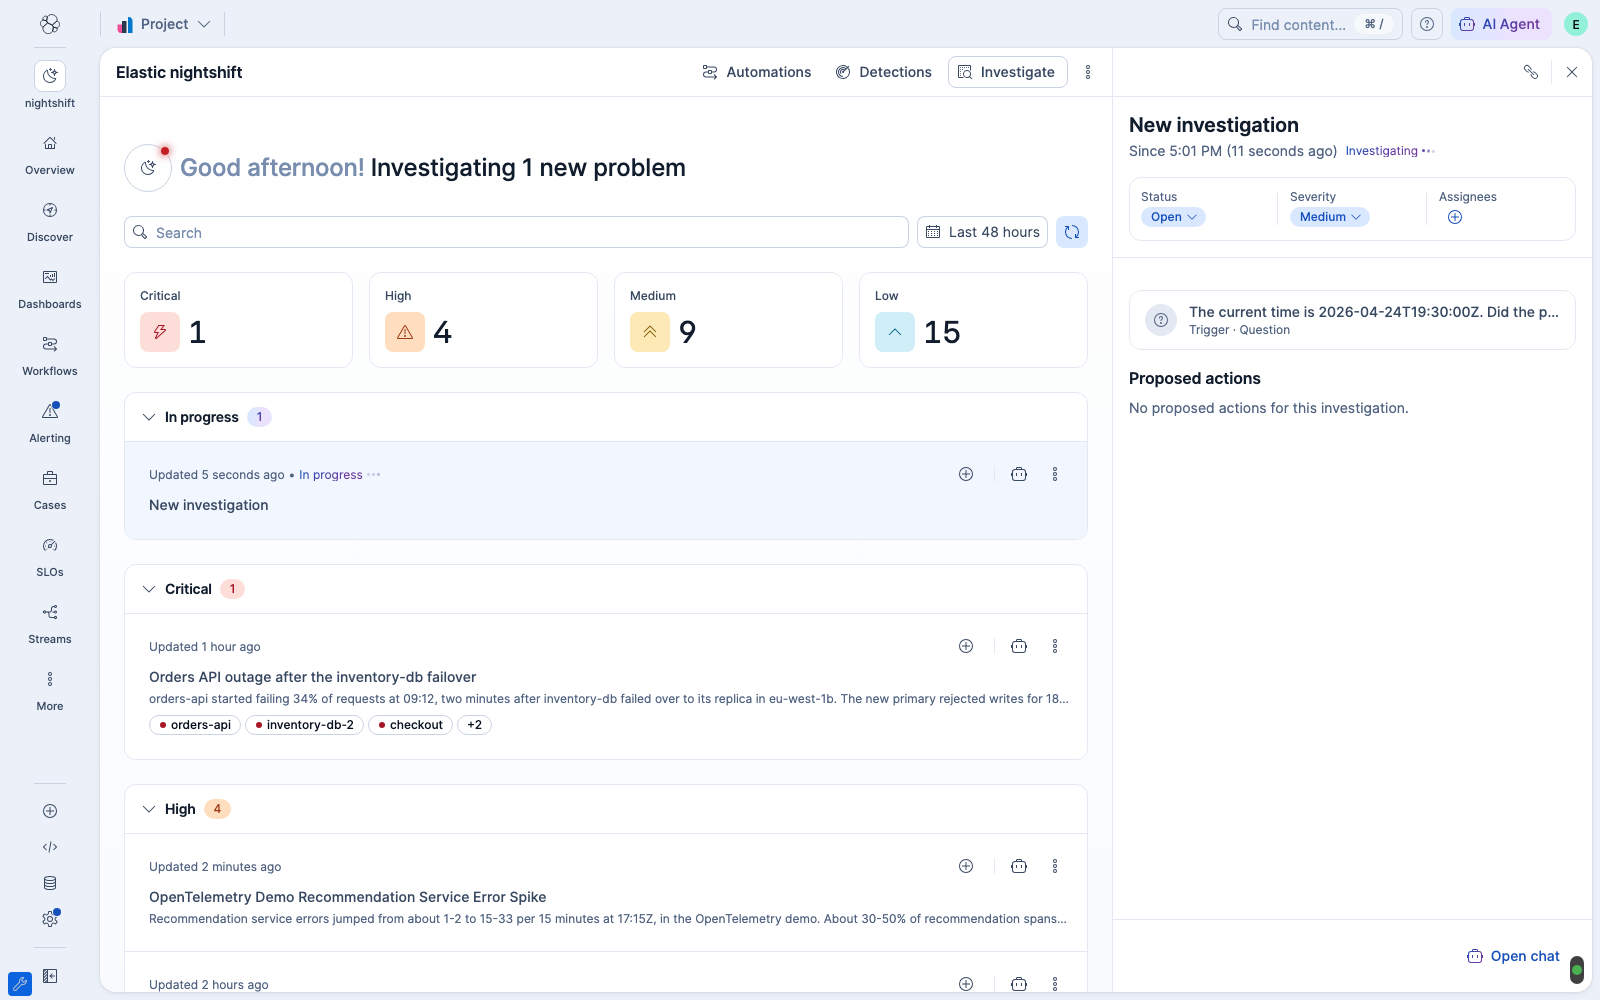 Project
Find content...
⌘ /
AI Agent
E
nightshift
Overview
Discover
Dashboards
Workflows
Alerting
Cases
SLOs
Streams
More
Elastic nightshift
Automations
Detections
Investigate
Good afternoon! Investigating 1 new problem
Search
Last 48 hours
Critical
1
High
4
Medium
9
Low
15
In progress 1
Updated 5 seconds ago • In progress
New investigation
Critical 1
Updated 1 hour ago
Orders API outage after the inventory-db failover
orders-api started failing 34% of requests at 09:12, two minutes after inventory-db failed over to its replica in eu-west-1b. The new primary rejected writes for 18...
orders-api
inventory-db-2
checkout
+2
High 4
Updated 2 minutes ago
OpenTelemetry Demo Recommendation Service Error Spike
Recommendation service errors jumped from about 1-2 to 15-33 per 15 minutes at 17:15Z, in the OpenTelemetry demo. About 30-50% of recommendation spans...
Updated 2 hours ago
New investigation
Since 5:01 PM (11 seconds ago) Investigating
Status
Open
Severity
Medium
Assignees
The current time is 2026-04-24T19:30:00Z. Did the p...
Trigger · Question
Proposed actions
No proposed actions for this investigation.
Open chat